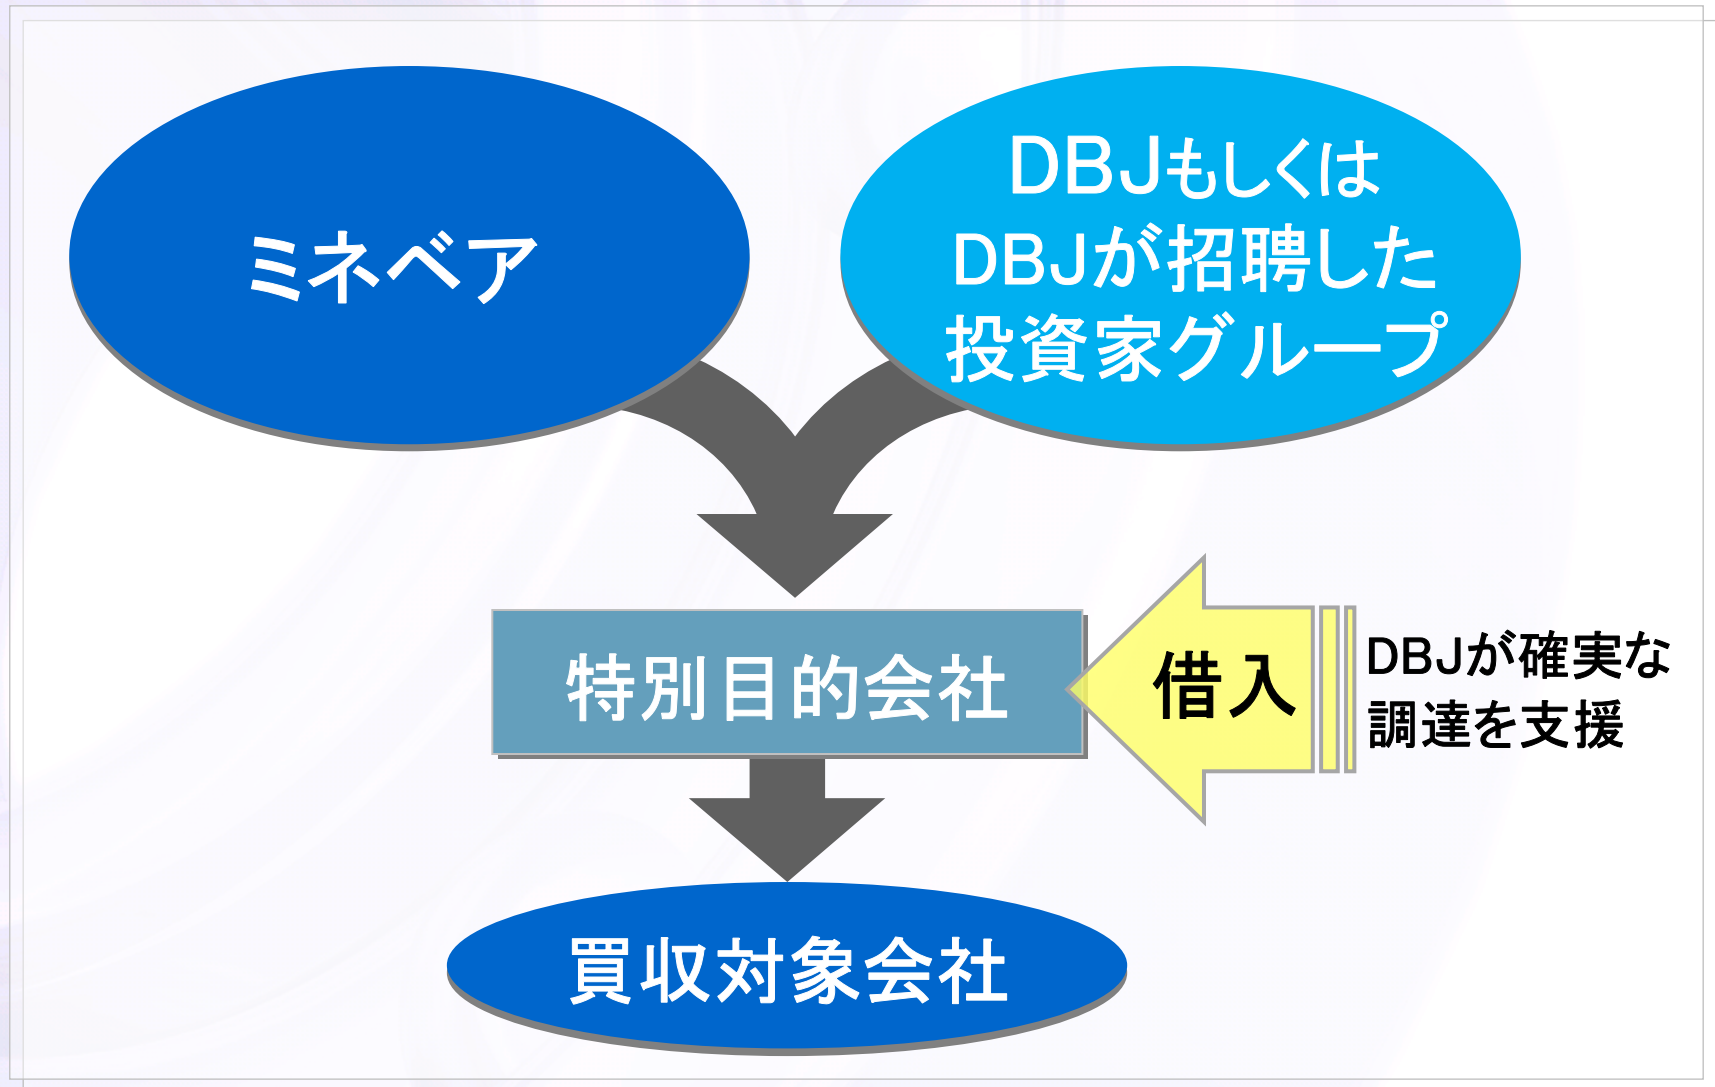 ミネベア
DBJもしくは
DBJが招聘した
投資家グループ
特別目的会社
借入
DBJが確実な
調達を支援
買収対象会社